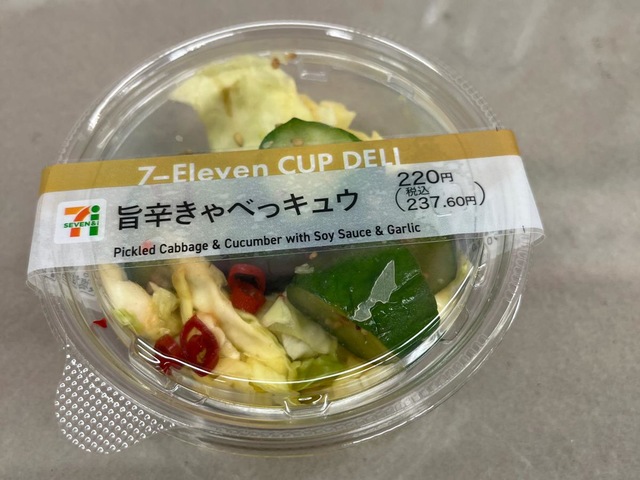 7-Eleven CUP DELI
旨辛きゃべっキュウ
220円
(税込 237.60円)
7i
SEVEN&i
Pickled Cabbage & Cucumber with Soy Sauce & Garlic